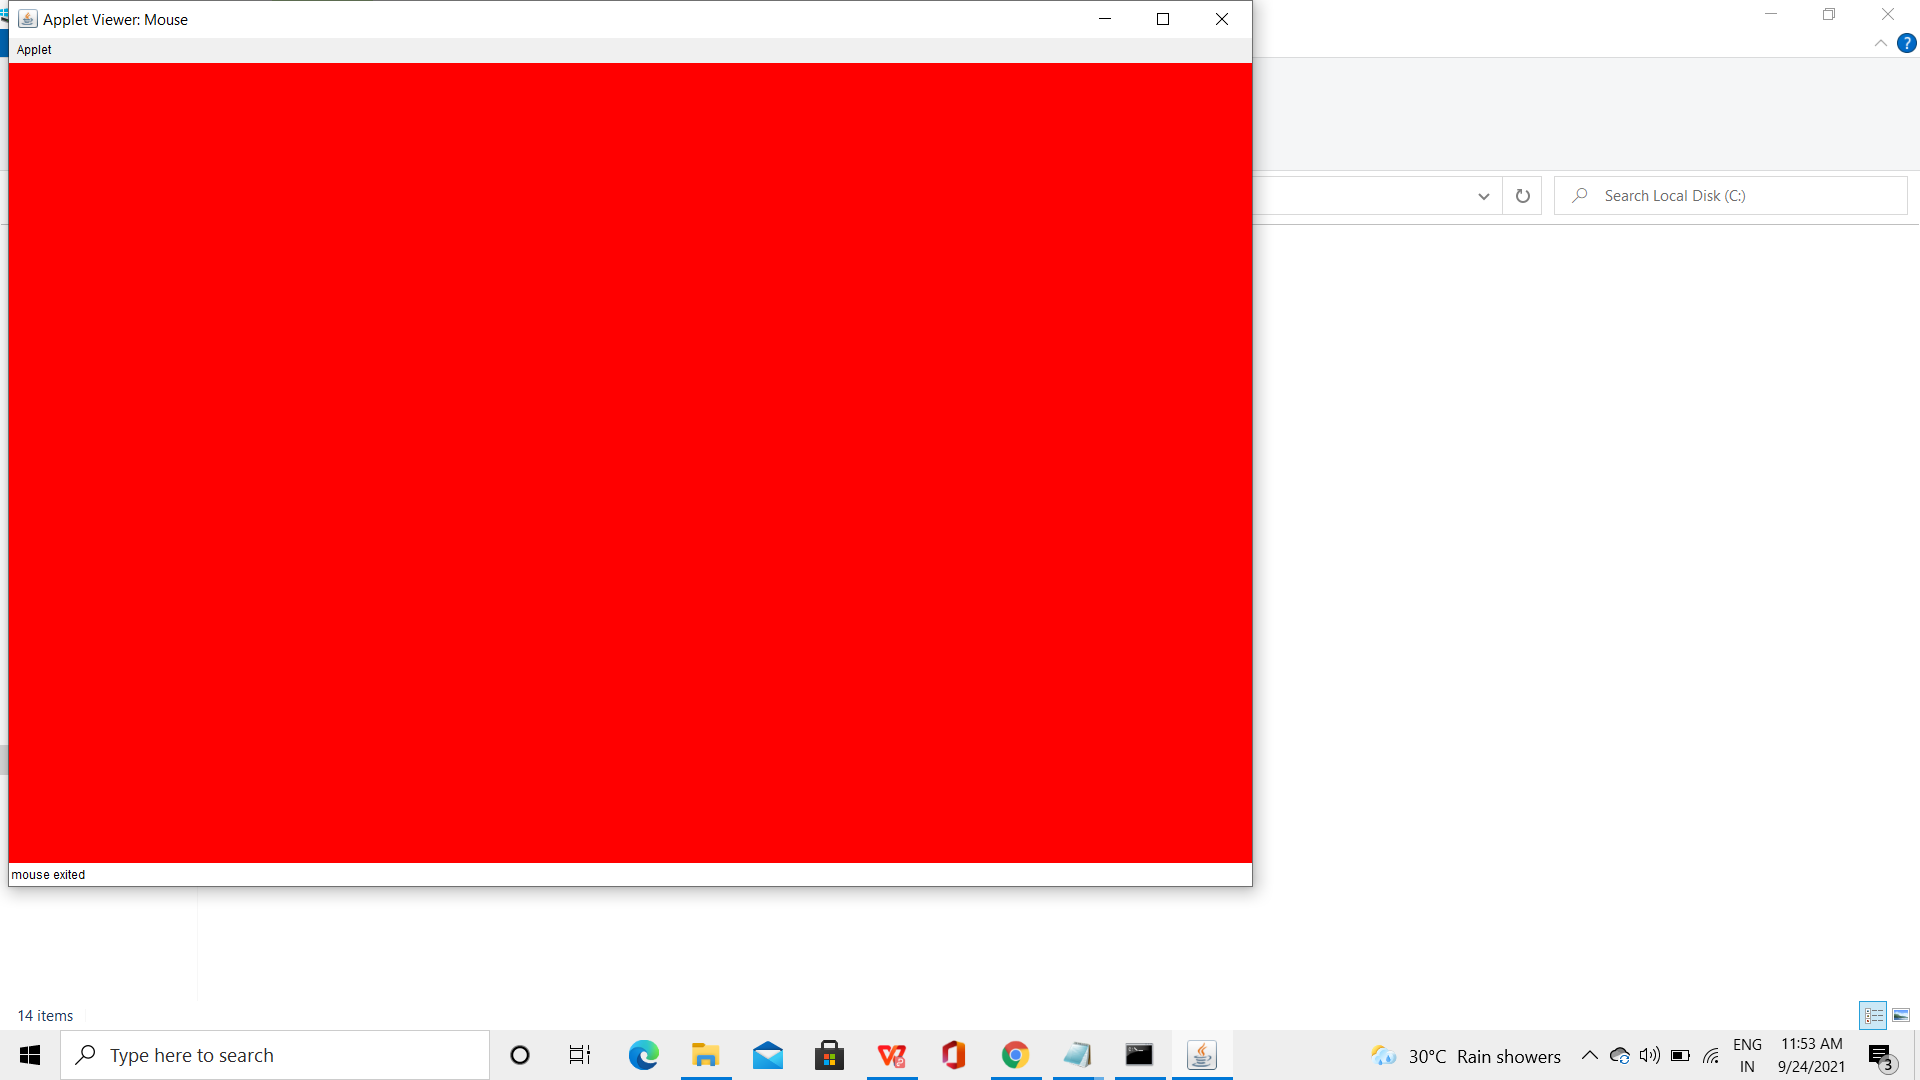 Applet Viewer: Mouse
Applet
Search Local Disk (C:)
mouse exited
14 items
Type here to search
30°C Rain showers
ENG
IN
11:53 AM
9/24/2021
3